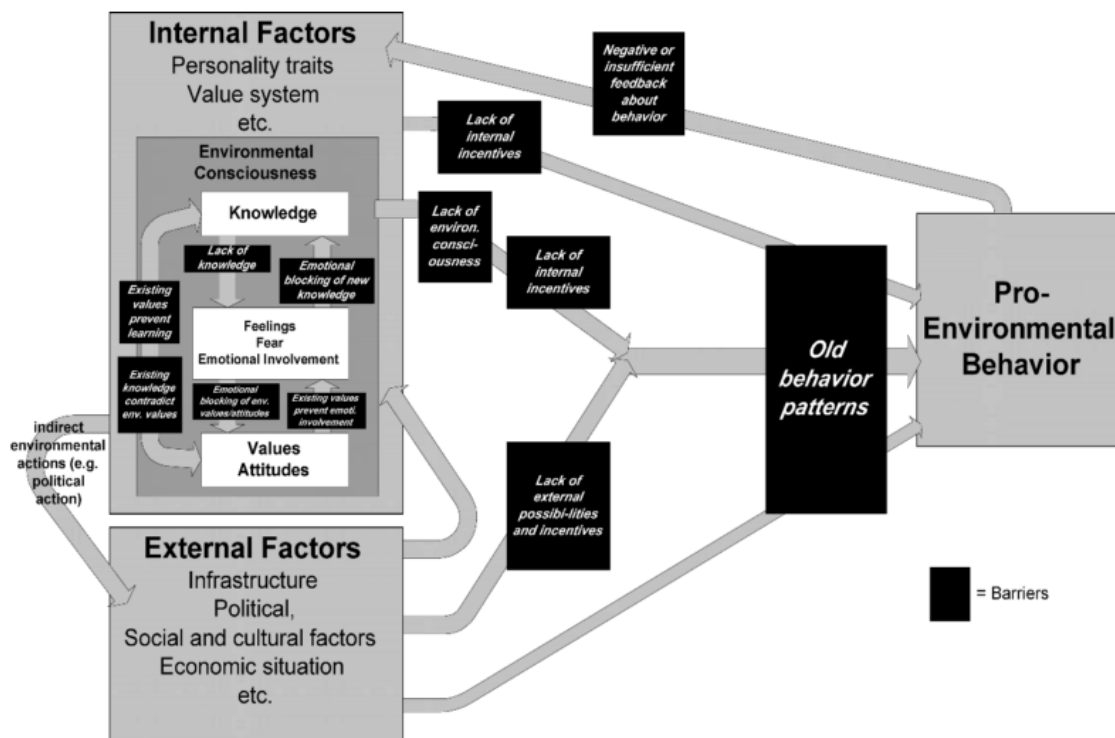 Internal Factors
Personality traits
Value system
etc.
Environmental
Consciousness
Knowledge
Lack of
knowledge
Emotional
blocking of new
knowledge
Existing
values
prevent
learning
Feelings
Fear
Emotional Involvement
Existing
knowledge
contradict
env. values
Emotional
blocking of env.
values/attitudes
Existing values
prevent emoti.
involvement
Values
Attitudes
indirect
environmental
actions (e.g.
political
action)
External Factors
Infrastructure
Political,
Social and cultural factors
Economic situation
etc.
Negative or
insufficient
feedback
about
behavior
Lack of
internal
incentives
Lack of
environ.
consci-
ousness
Lack of
internal
incentives
Lack of
external
possibi-lities
and incentives
Old
behavior
patterns
Pro-
Environmental
Behavior
= Barriers